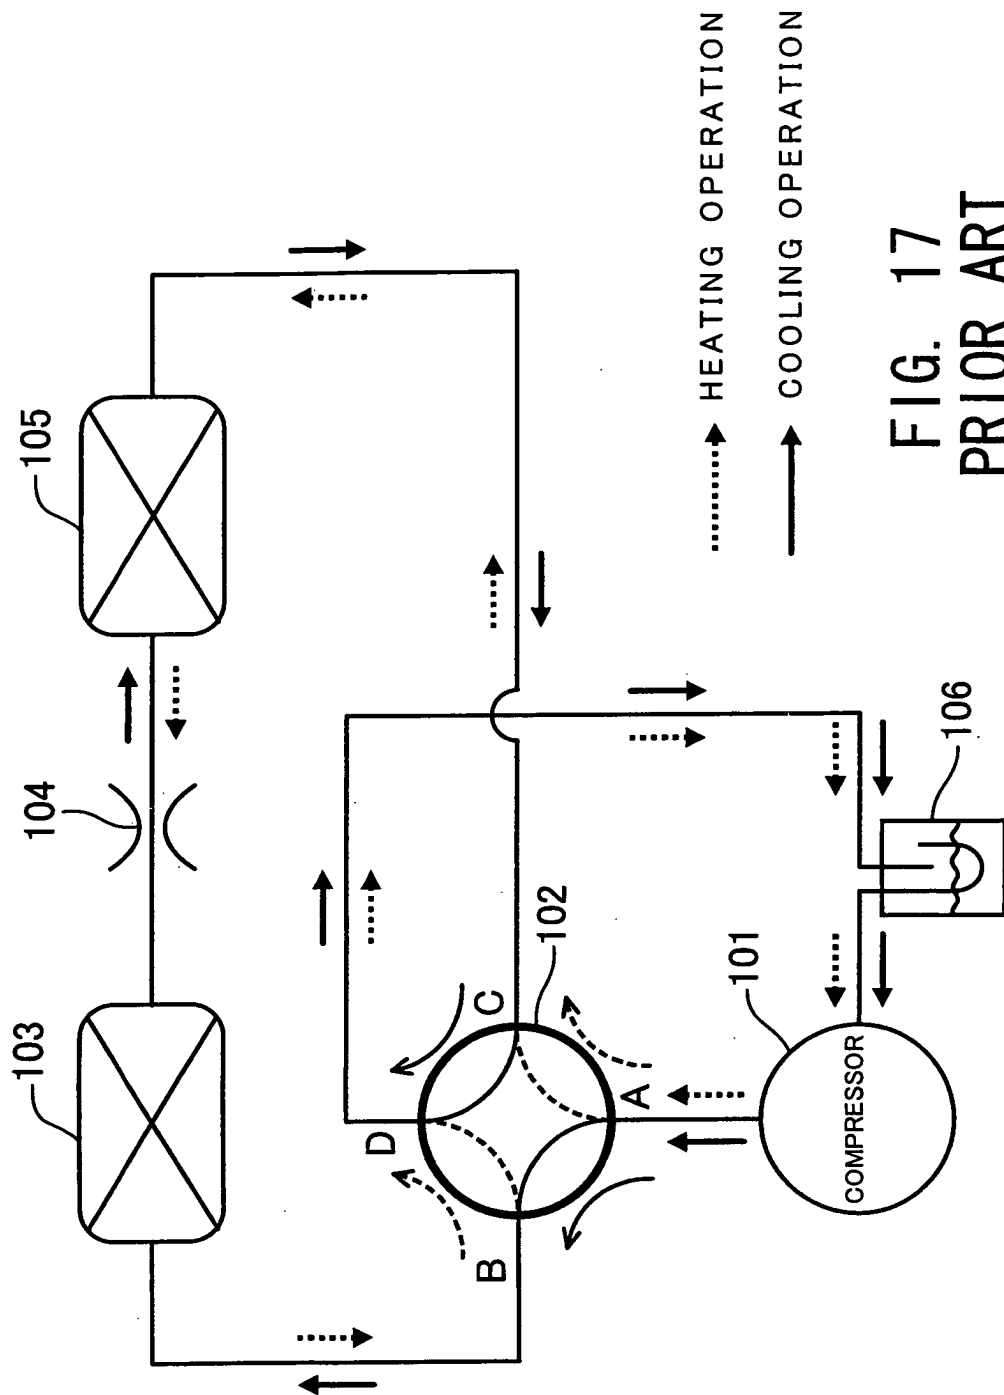 103
104
105
D
C
B
A
102
101
COMPRESSOR
106
HEATING OPERATION
COOLING OPERATION
FIG. 17
PRIOR ART